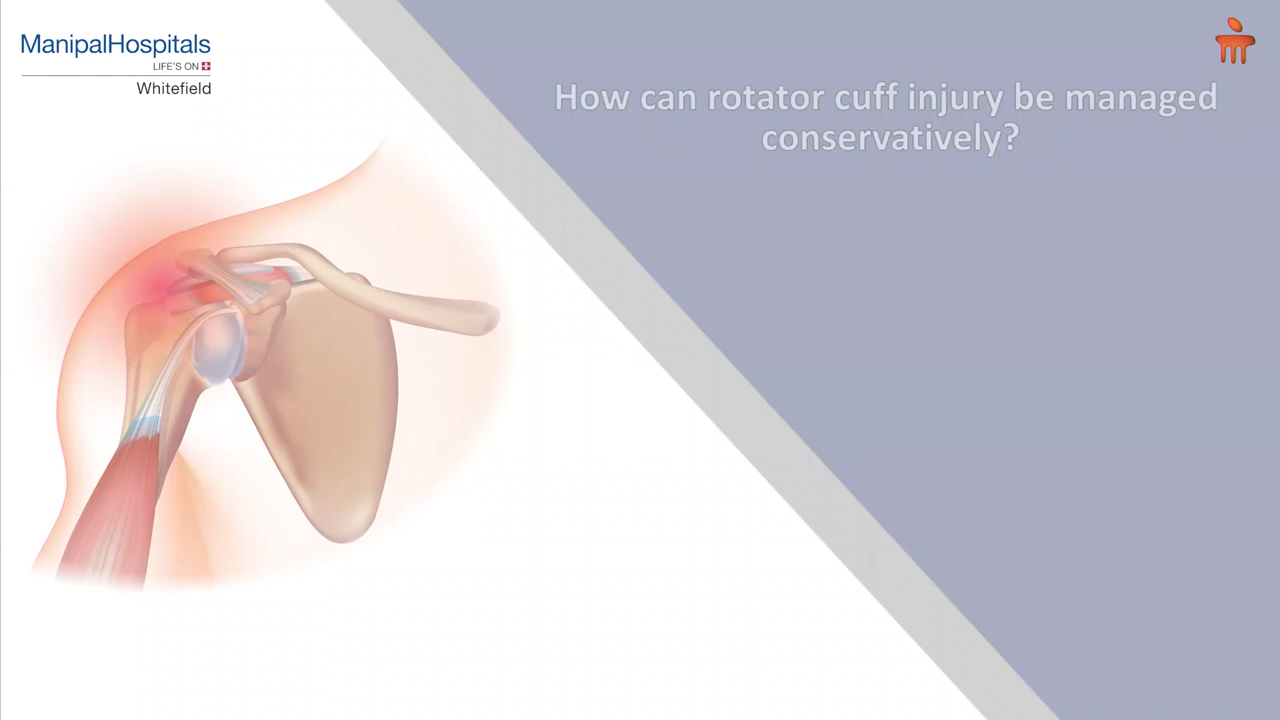 ManipalHospitals
LIFE'S ON
Whitefield
How can rotator cuff injury be managed
conservatively?